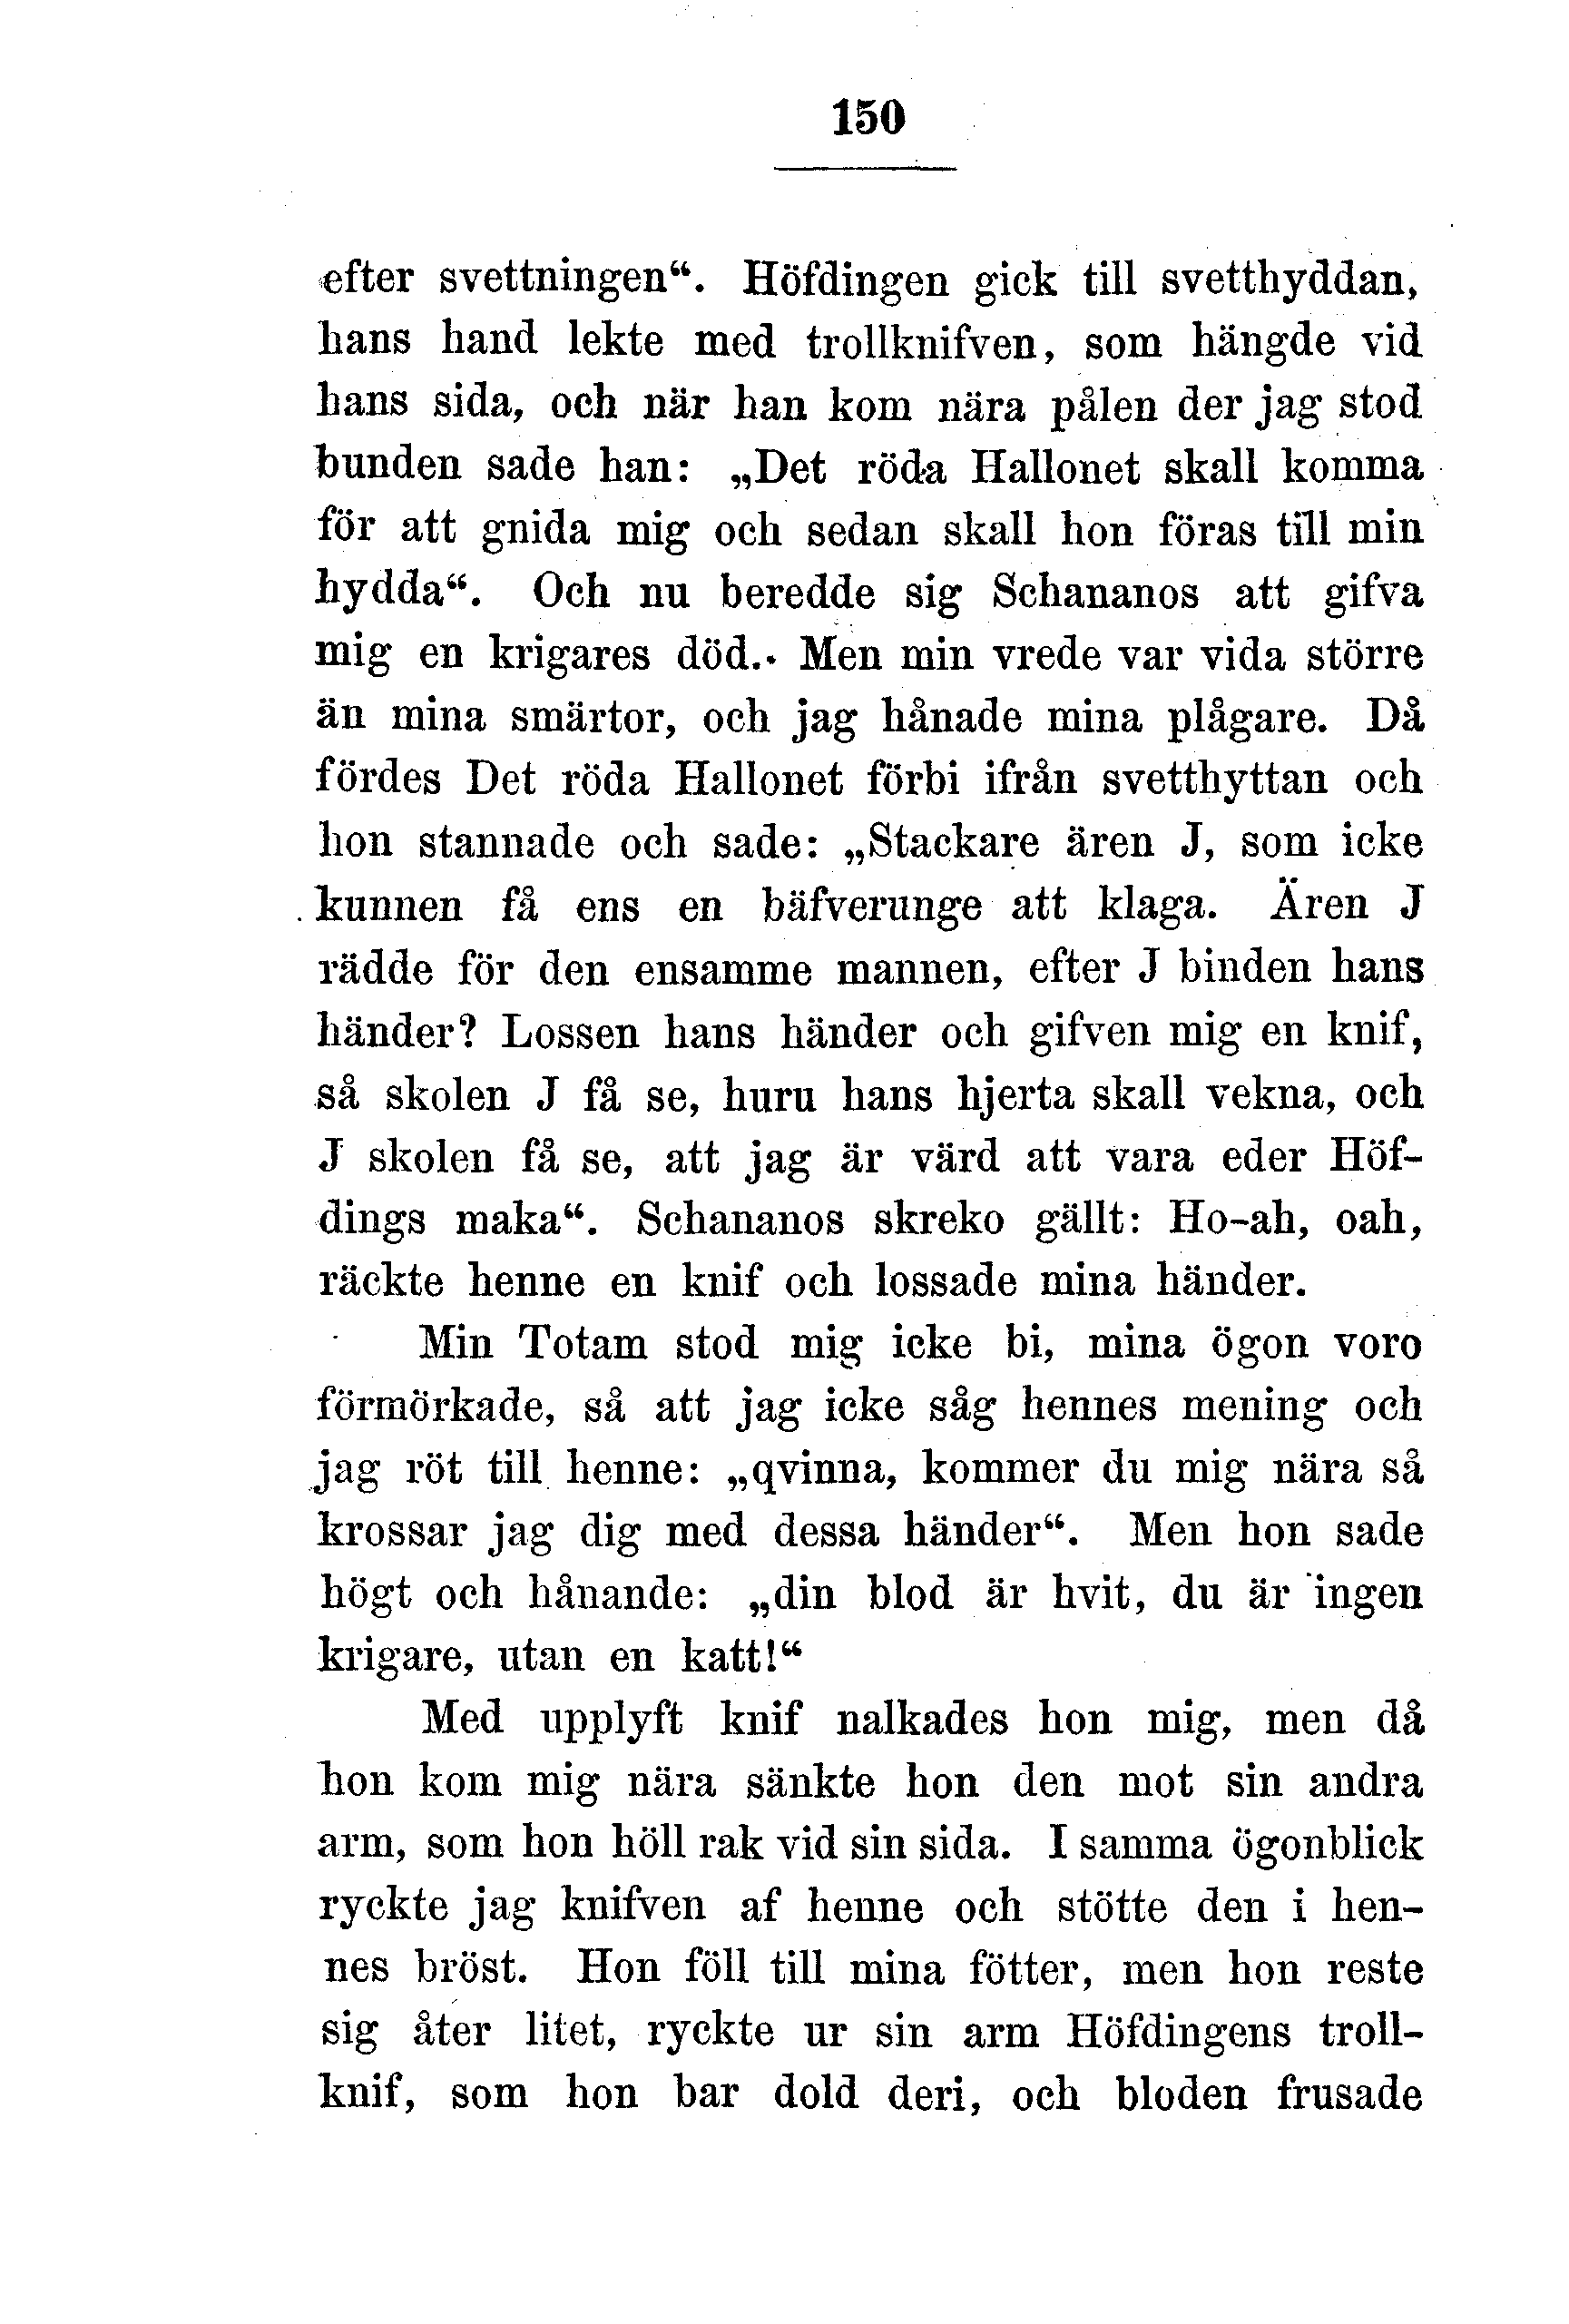 150
efter svettningen“. Höfdingen gick till svetthyddan,
hans hand lekte med trollknifven, som hängde vid
hans sida, och när han kom nära pålen der jag stod
bunden sade han: „Det röda Hallonet skall komma
för att gnida mig och sedan skall hon föras till min
hydda“. Och nu beredde sig Schananos att gifva
mig en krigares död. Men min vrede var vida större
än mina smärtor, och jag hånade mina plågare. Då
fördes Det röda Hallonet förbi ifrån svetthyttan och
hon stannade och sade: „Stackare ären J, som icke
kunnen få ens en bäfverunge att klaga. Ären J
rädde för den ensamme mannen, efter J binden hans
händer? Lossen hans händer och gifven mig en knif,
så skolen J få se, huru hans hjerta skall vekna, och
J skolen få se, att jag är värd att vara eder Höf-
dings maka“. Schananos skreko gällt: Ho-ah, oah,
räckte henne en knif och lossade mina händer.
Min Totam stod mig icke bi, mina ögon voro
förmörkade, så att jag icke såg hennes mening och
jag röt till henne: „qvinna, kommer du mig nära så
krossar jag dig med dessa händer“. Men hon sade
högt och hånande: „din blod är hvit, du är ingen
krigare, utan en katt!“
Med upplyft knif nalkades hon mig, men då
hon kom mig nära sänkte hon den mot sin andra
arm, som hon höll rak vid sin sida. I samma ögonblick
ryckte jag knifven af henne och stötte den i hen-
nes bröst. Hon föll till mina fötter, men hon reste
sig åter litet, ryckte ur sin arm Höfdingens troll-
knif, som hon bar dold deri, och bloden frusade